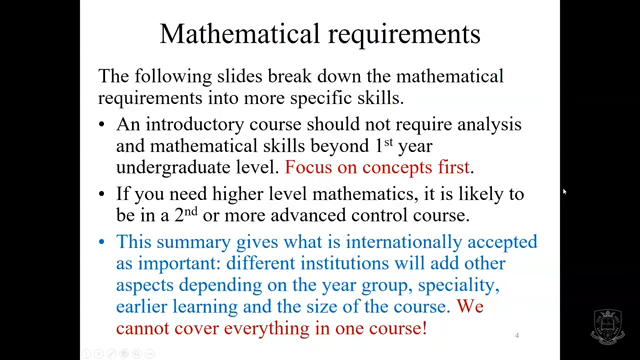 Mathematical requirements
The following slides break down the mathematical
requirements into more specific skills.
• An introductory course should not require analysis
and mathematical skills beyond 1st year
undergraduate level. Focus on concepts first.
• If you need higher level mathematics, it is likely to
be in a 2nd or more advanced control course.
• This summary gives what is internationally accepted
as important: different institutions will add other
aspects depending on the year group, speciality,
earlier learning and the size of the course. We
cannot cover everything in one course!
4